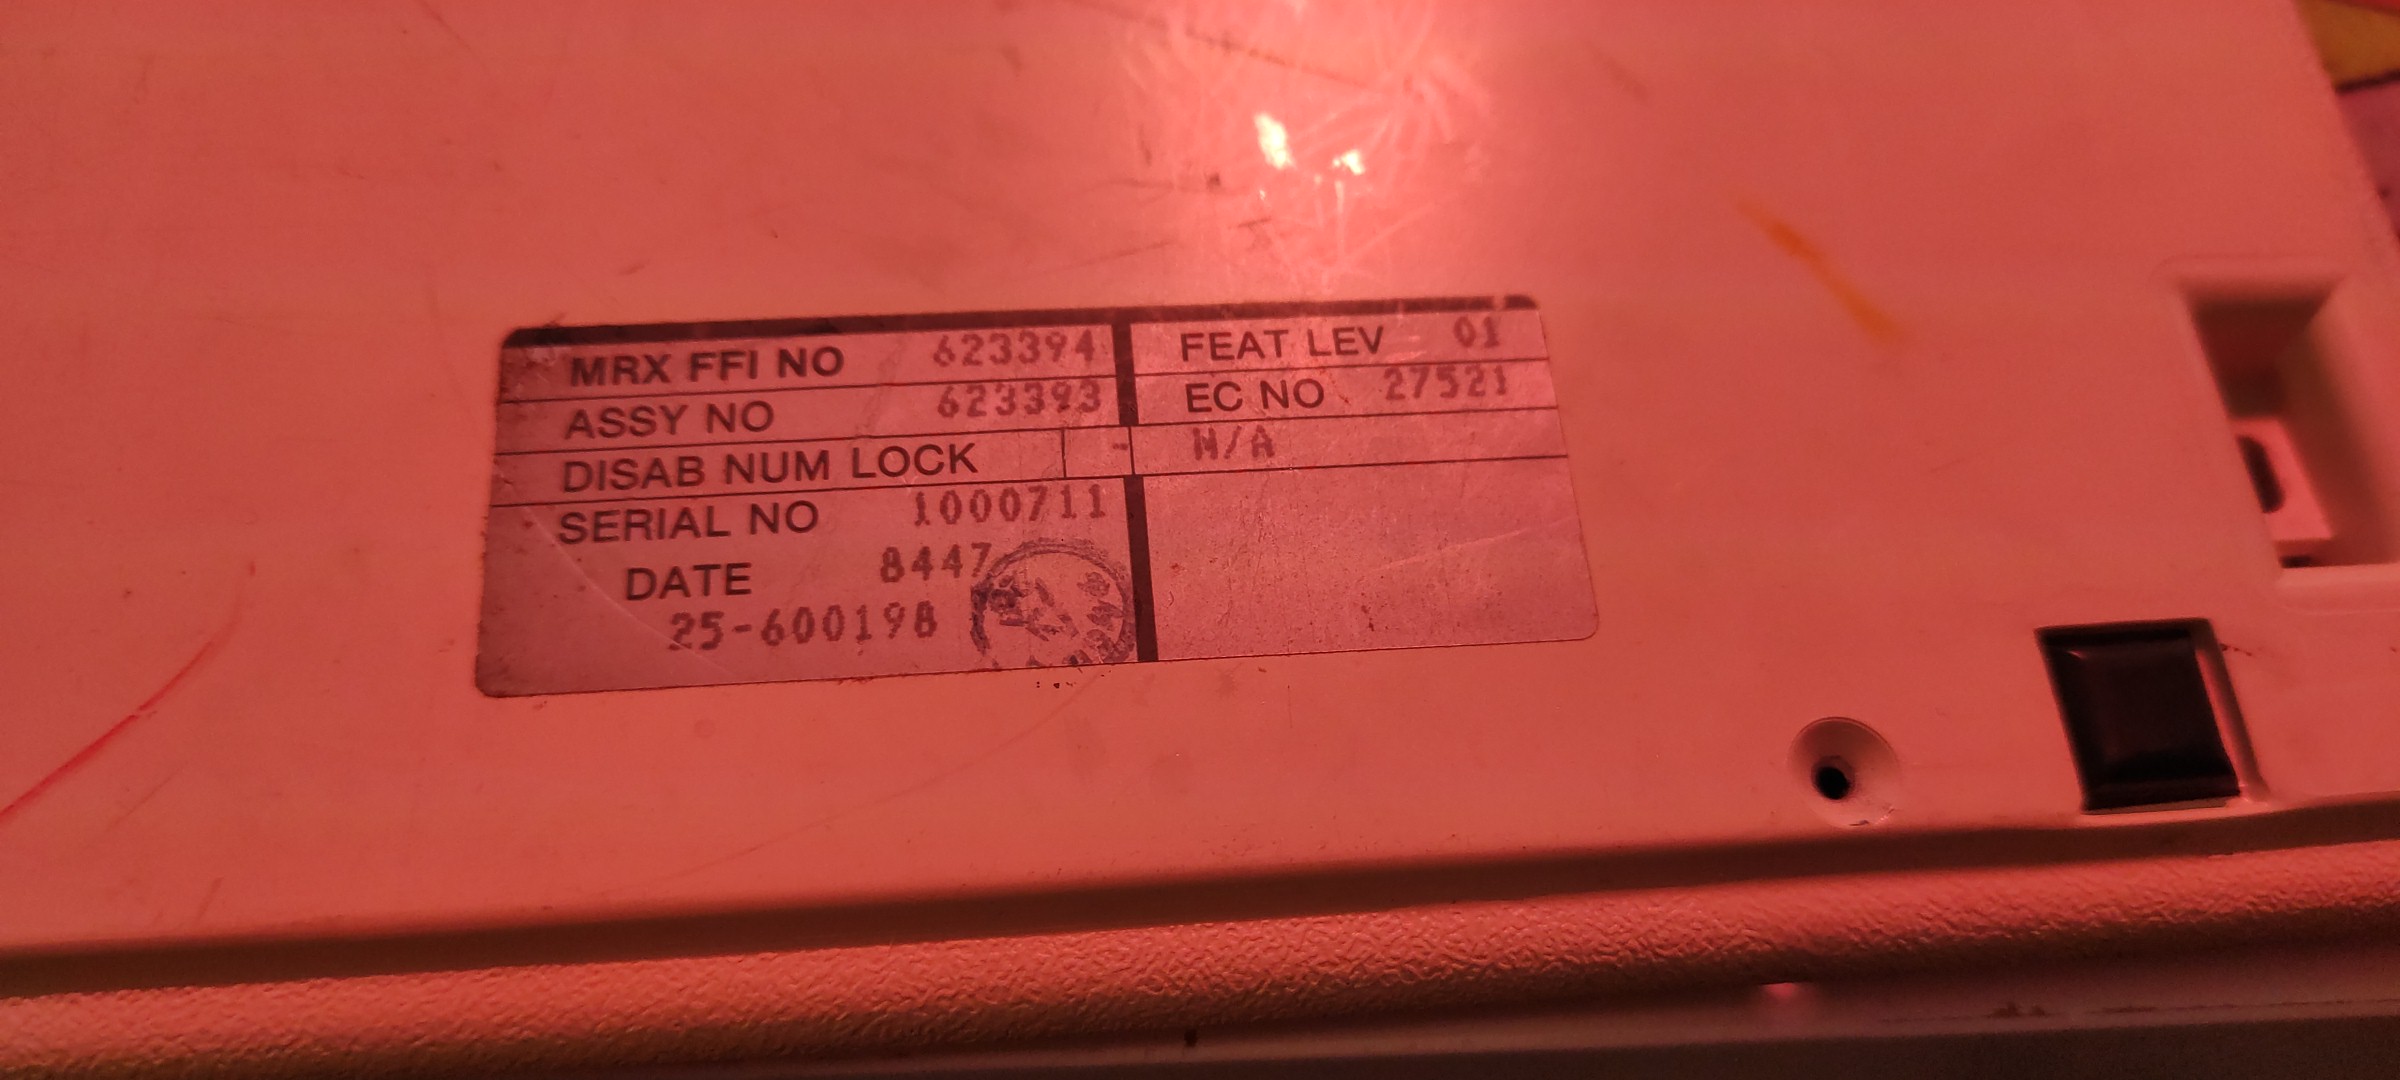 MRX FFI NO 623394 FEAT LEV 01
ASSY NO 623393 EC NO 27521
DISAB NUM LOCK - N/A
SERIAL NO 1000711
DATE 8447
25-600198